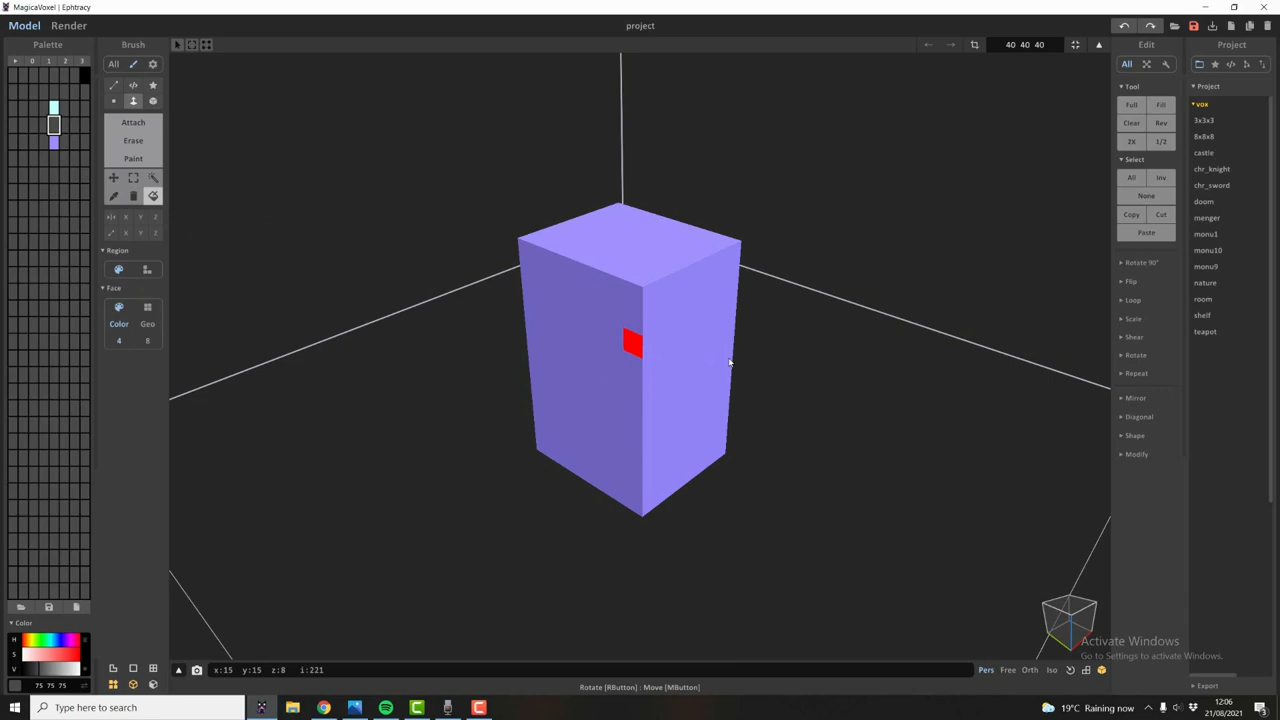 MagicaVoxel | Ephtracy
Model Render
project
Palette
0 1 2 3
Brush
All
Attach
Erase
Paint
X Y Z
X Y Z
Region
Face
Color Geo
4 8
40 40 40
Edit
All
Tool
Full Fill
Clear Rev
2X 1/2
Select
All Inv
None
Copy Cut
Paste
Rotate 90°
Flip
Loop
Scale
Shear
Rotate
Repeat
Mirror
Diagonal
Shape
Modify
Project
Project
vox
3x3x3
8x8x8
castle
chr_knight
chr_sword
doom
menger
monu1
monu10
monu9
nature
room
shelf
teapot
Export
Color
H
S
V
75 75 75
x:15 y:15 z:8 i:221
Pers Free Orth Iso
Rotate [RButton] : Move [MButton]
Activate Windows
Go to Settings to activate Windows.
Type here to search
19°C Raining now
12:06
21/08/2021
3